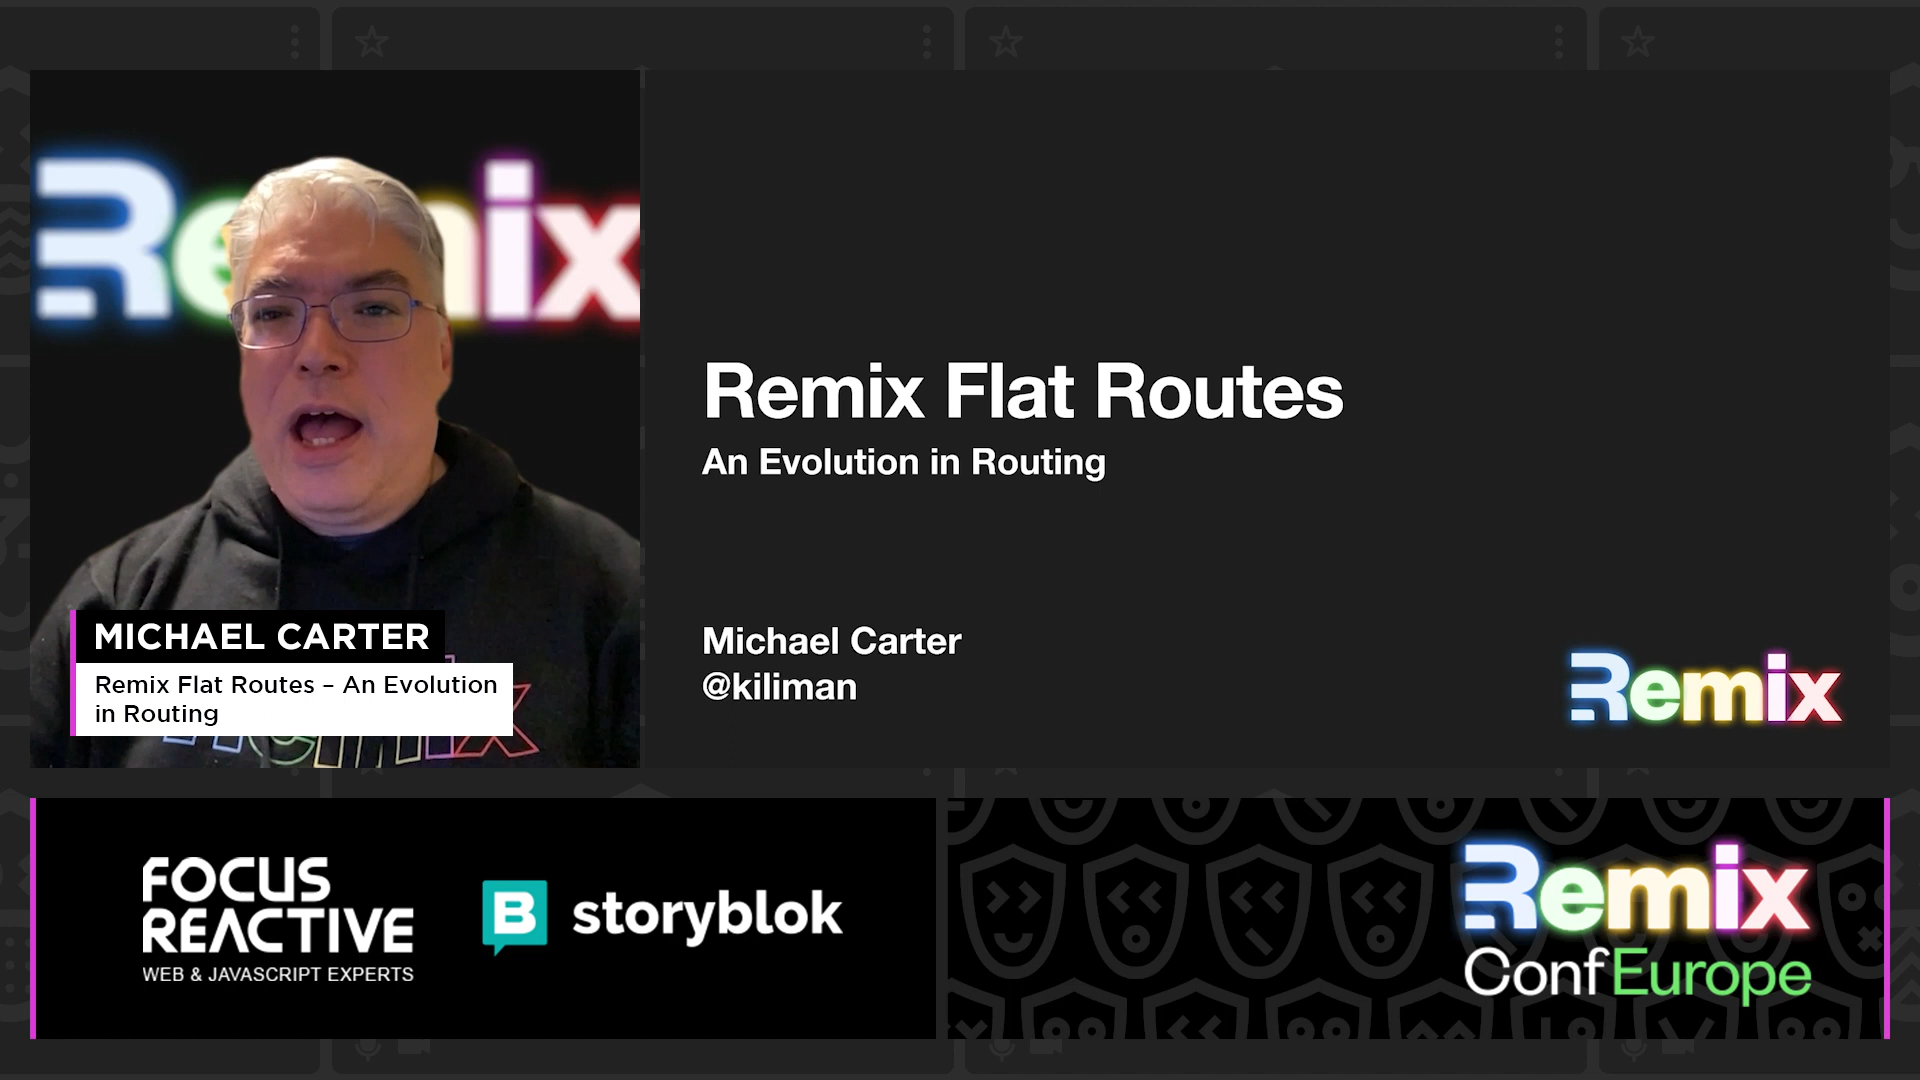 Remix
Remix Flat Routes
An Evolution in Routing
Michael Carter
@kiliman
Remix
MICHAEL CARTER
Remix Flat Routes – An Evolution
in Routing
Remix
FOCUS
REACTIVE
WEB & JAVASCRIPT EXPERTS
B storyblok
Remix
ConfEurope